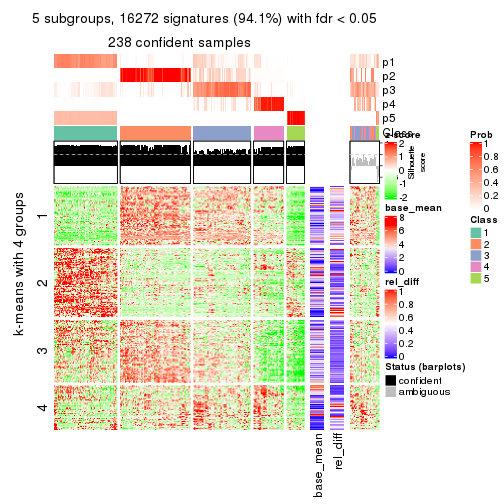 5 subgroups, 16272 signatures (94.1%) with fdr < 0.05
238 confident samples
p1
p2
p3
p4
p5
Class
Silhouette
score
k-means with 4 groups
1
2
3
4
base_mean
rel_diff
z-score
2
1
0
-1
-2
base_mean
8
6
4
2
0
rel_diff
1
0.8
0.6
0.4
0.2
0
Status (barplots)
confident
ambiguous
Prob
1
0.8
0.6
0.4
0.2
0
Class
1
2
3
4
5